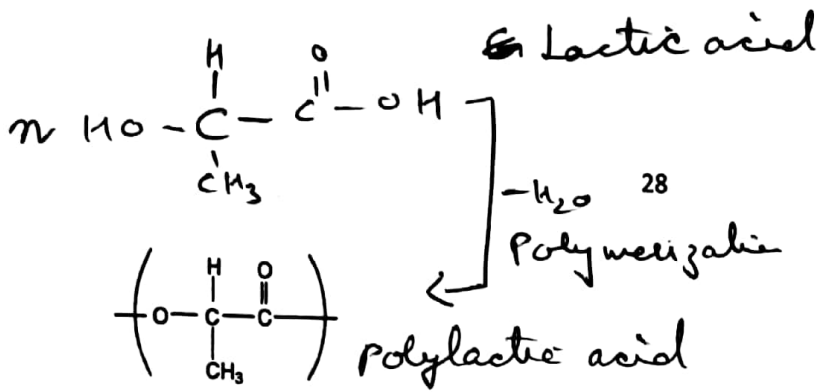 Lactic acid
H O
n HO - C - C - OH
CH3
-H2O 28
Polymerization
H O
O-C-C
CH3
polylactic acid